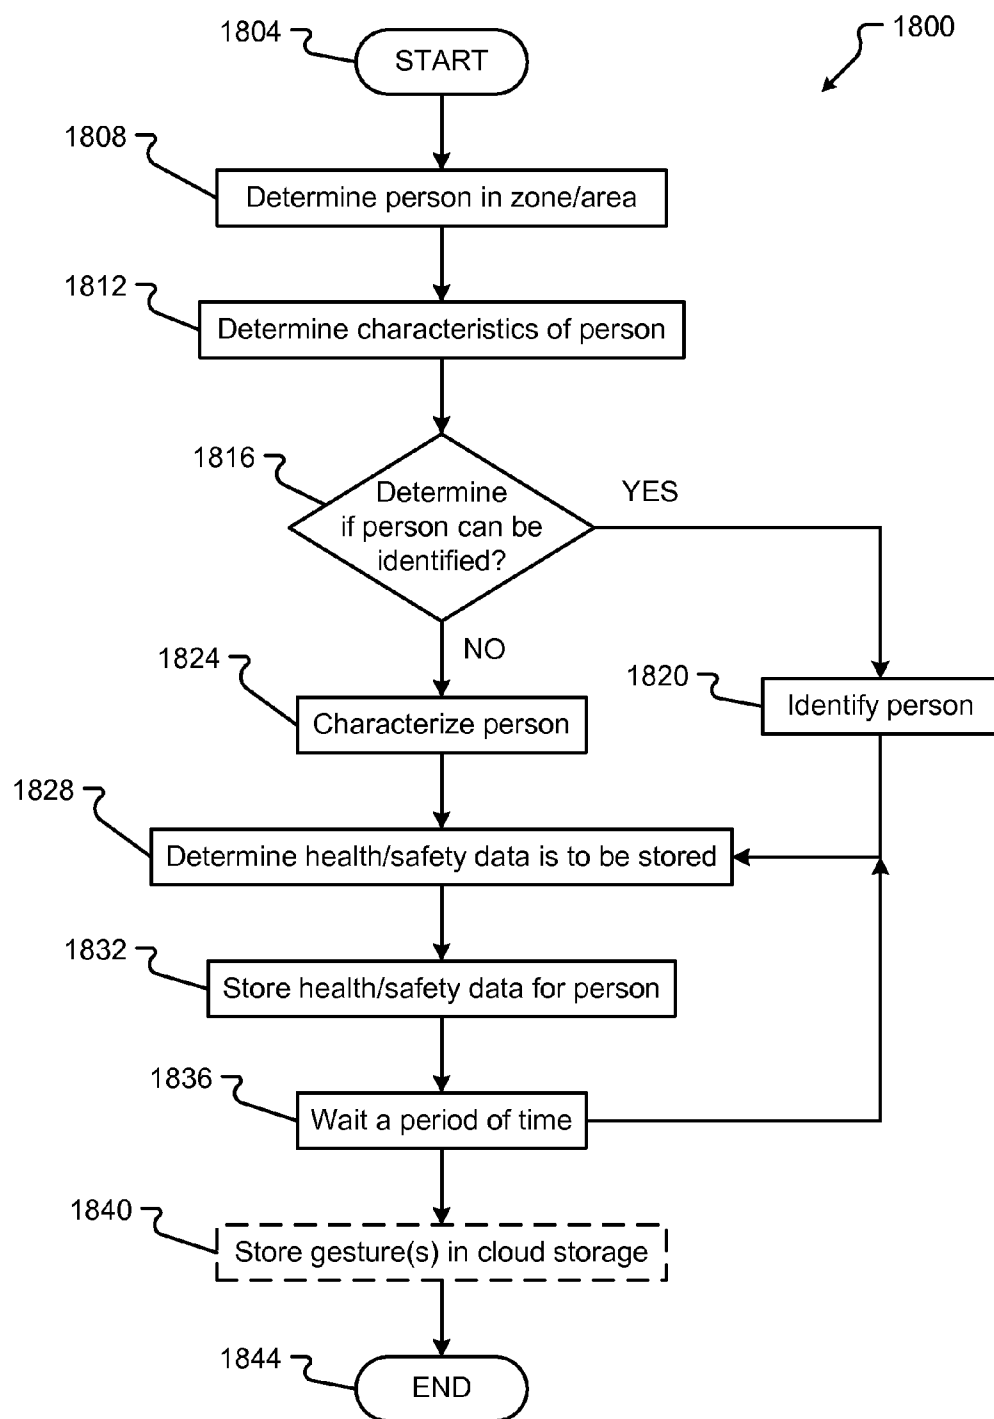 1804
START
1800
1808
Determine person in zone/area
1812
Determine characteristics of person
1816
Determine
if person can be
identified?
YES
NO
1824
Characterize person
1820
Identify person
1828
Determine health/safety data is to be stored
1832
Store health/safety data for person
1836
Wait a period of time
1840
Store gesture(s) in cloud storage
1844
END